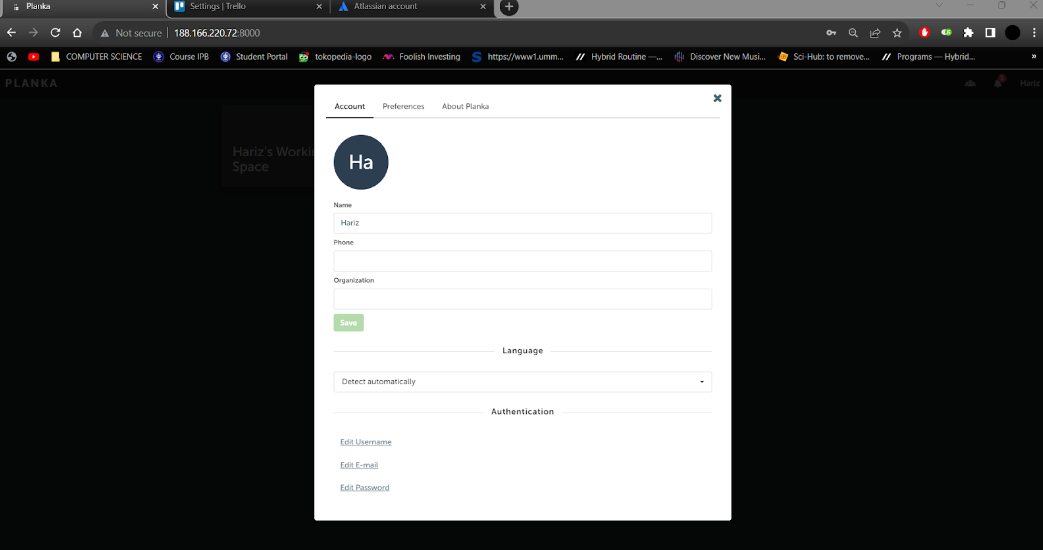 Planka
Settings | Trello
Atlassian account
Not secure
188.166.220.72:8000
COMPUTER SCIENCE
Course IPB
Student Portal
tokopedia-logo
Foolish Investing
https://www1.umm...
Hybrid Routine —...
Discover New Musi...
Sci-Hub: to remove...
Programs — Hybrid...
»
PLANKA
Hariz
Hariz's Workin
Space
Account
Preferences
About Planka
Ha
Name
Hariz
Phone
Organization
Save
Language
Detect automatically
Authentication
Edit Username
Edit E-mail
Edit Password